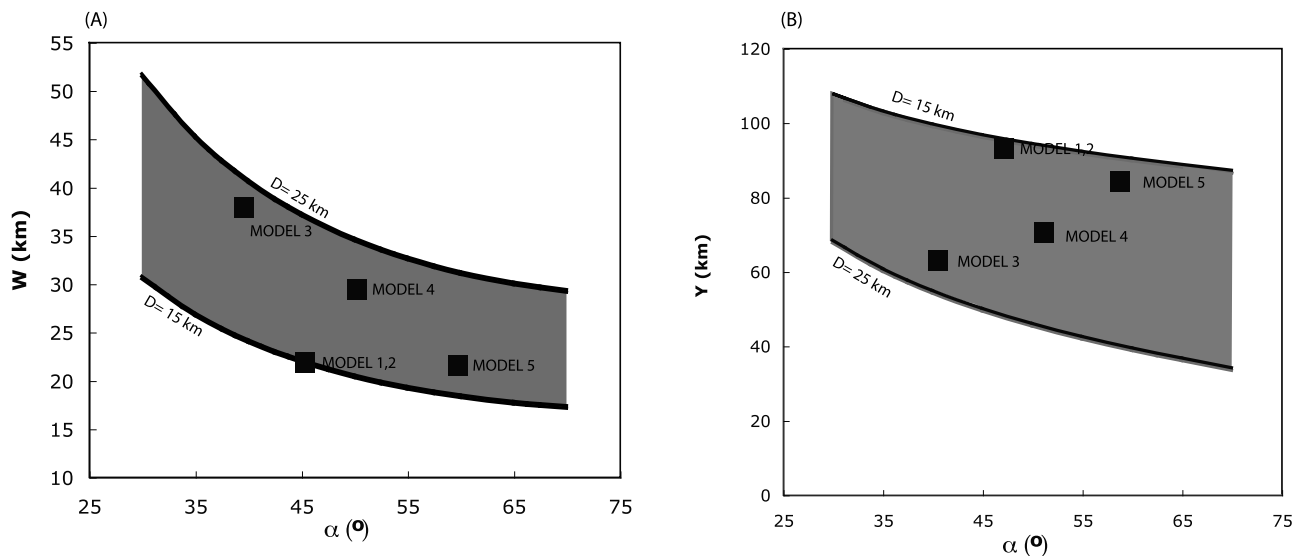 (A)
55
50
45
40
35
30
25
20
15
10
W (km)
D= 25 km
MODEL 3
MODEL 4
D= 15 km
MODEL 1,2
MODEL 5
25 35 45 55 65 75
α (º)
(B)
120
100
80
60
40
20
0
Y (km)
D= 15 km
MODEL 1,2
MODEL 5
MODEL 4
MODEL 3
D= 25 km
25 35 45 55 65 75
α (º)